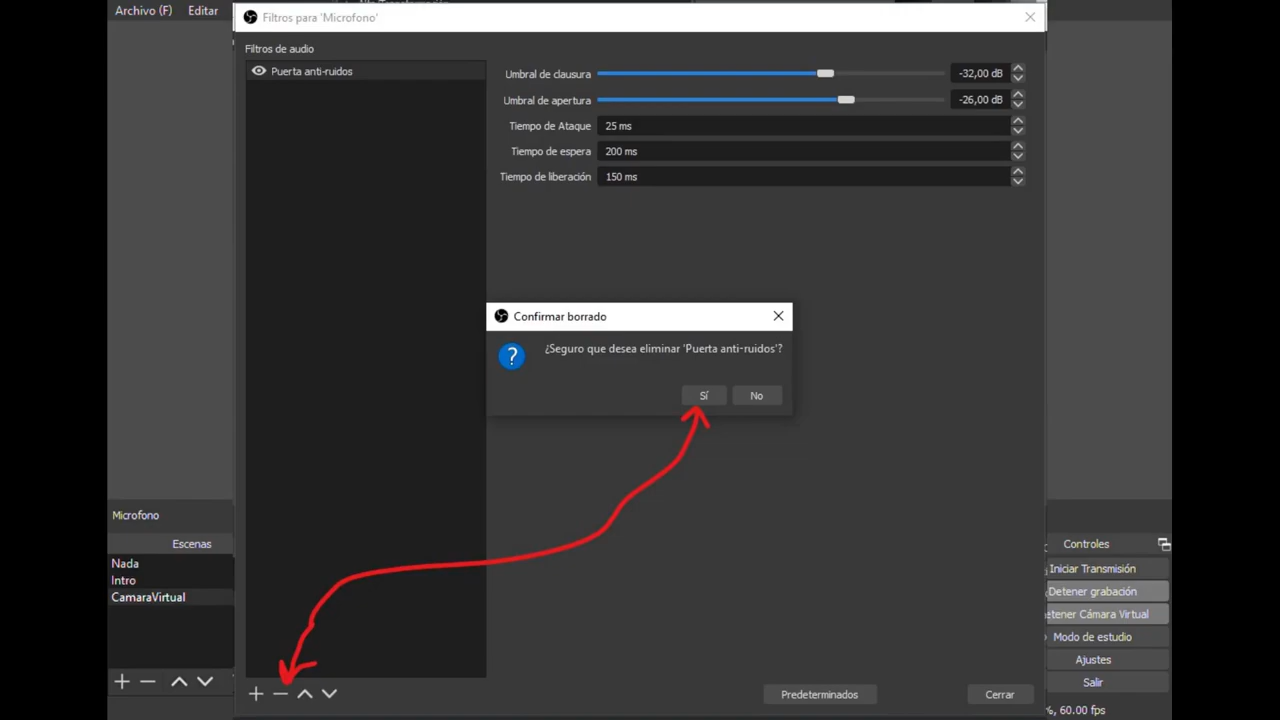 Archivo (F) Editar
Filtros para 'Microfono'
Filtros de audio
Puerta anti-ruidos
Umbral de clausura -32,00 dB
Umbral de apertura -26,00 dB
Tiempo de Ataque 25 ms
Tiempo de espera 200 ms
Tiempo de liberación 150 ms
Confirmar borrado
¿Seguro que desea eliminar 'Puerta anti-ruidos'?
Sí No
Microfono
Escenas
Nada
Intro
CamaraVirtual
Controles
Iniciar Transmisión
Detener grabación
tener Cámara Virtual
Modo de estudio
Ajustes
Salir
Predeterminados Cerrar
%, 60.00 fps